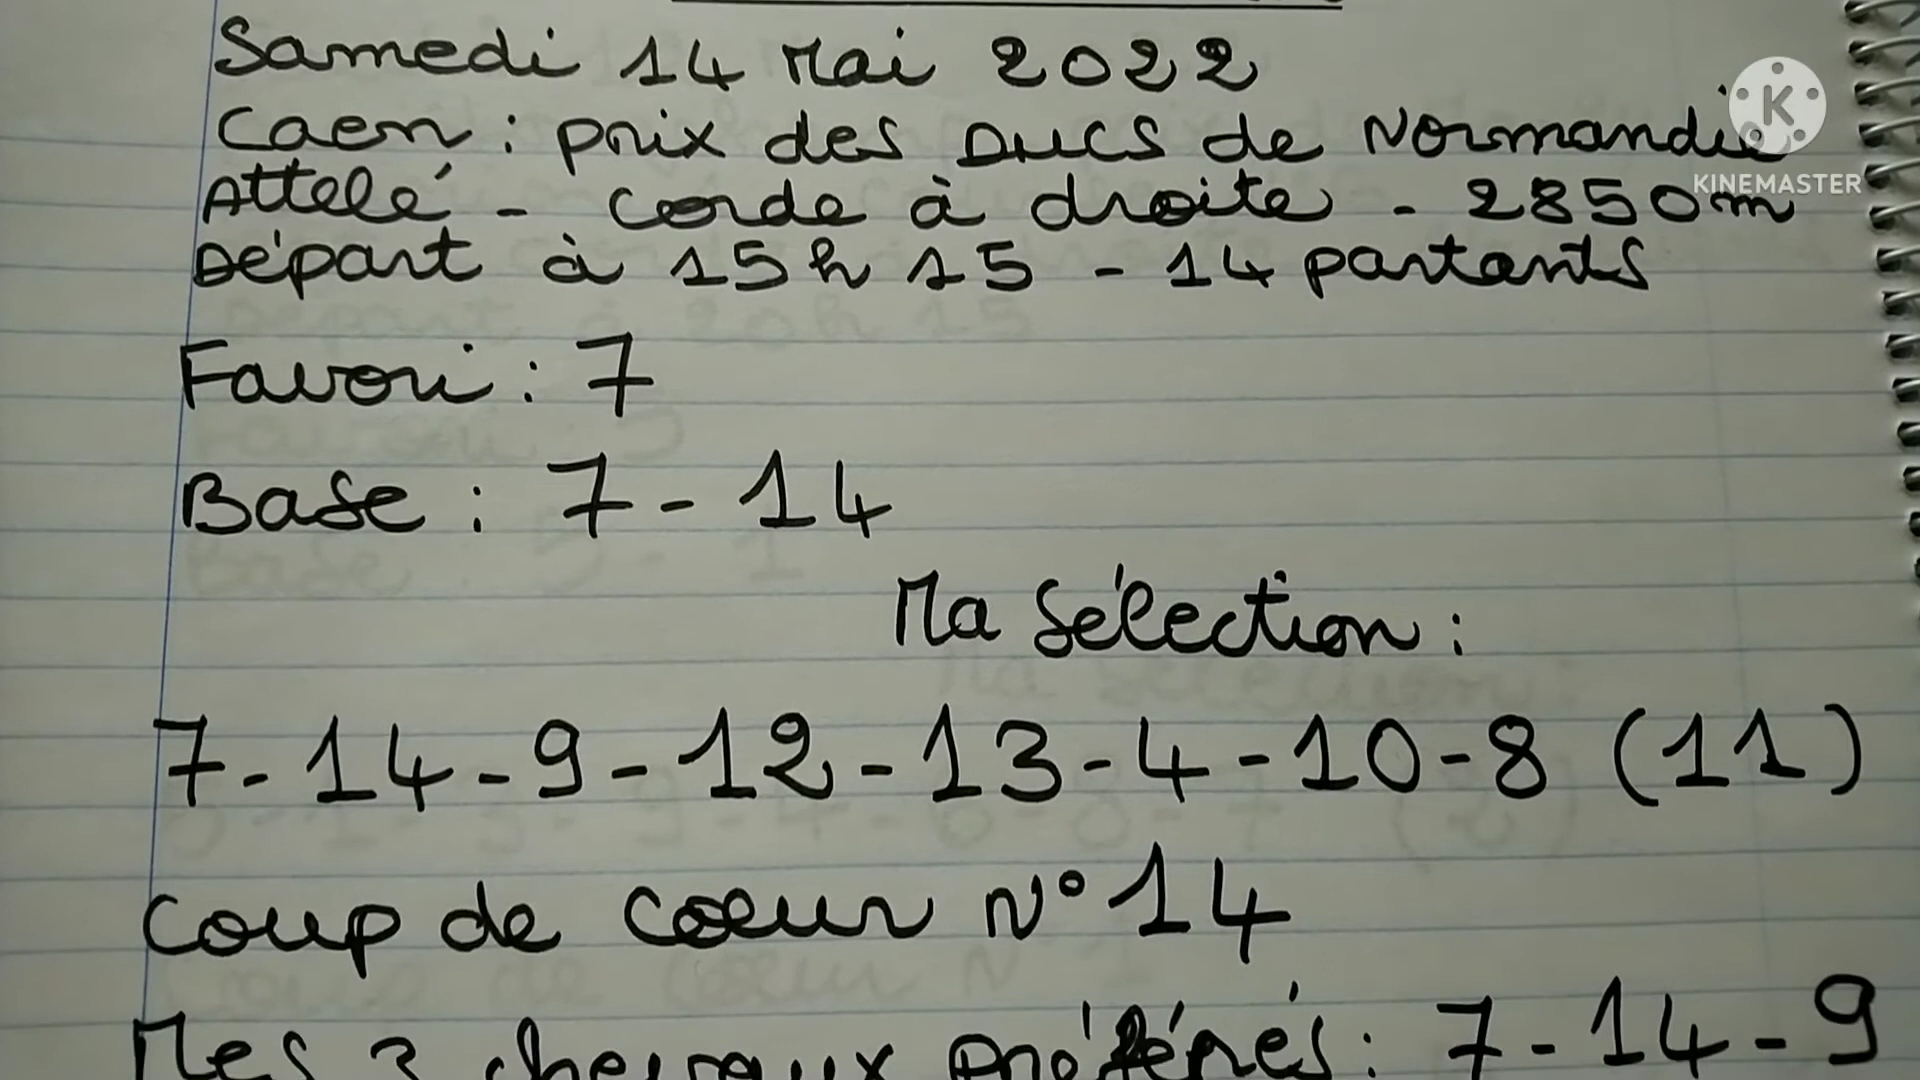 Samedi 14 Mai 2022
Caen : prix des Ducs de Normandie
Attelé - corde à droite - 2850m
Départ à 15h15 - 14 partants
Favori : 7
Base : 7 - 14
Ma Sélection :
7 - 14 - 9 - 12 - 13 - 4 - 10 - 8 (11)
Coup de coeur N° 14
Mes 3 chevaux préférés : 7 - 14 - 9
K
KINEMASTER